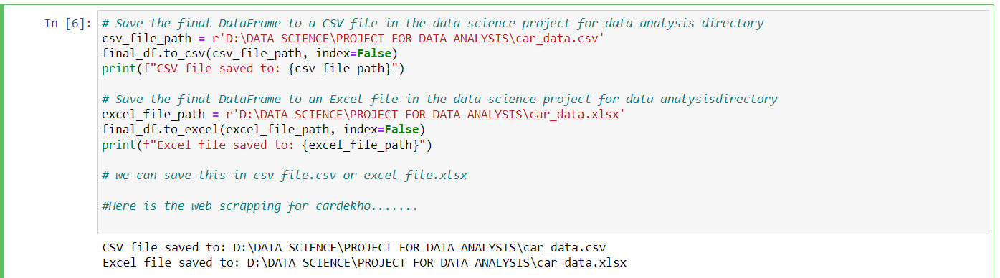 In [6]: # Save the final DataFrame to a CSV file in the data science project for data analysis directory
csv_file_path = r'D:\DATA SCIENCE\PROJECT FOR DATA ANALYSIS\car_data.csv'
final_df.to_csv(csv_file_path, index=False)
print(f"CSV file saved to: {csv_file_path}")
# Save the final DataFrame to an Excel file in the data science project for data analysisdirectory
excel_file_path = r'D:\DATA SCIENCE\PROJECT FOR DATA ANALYSIS\car_data.xlsx'
final_df.to_excel(excel_file_path, index=False)
print(f"Excel file saved to: {excel_file_path}")
# we can save this in csv file.csv or excel file.xlsx
#Here is the web scrapping for cardekho.......
CSV file saved to: D:\DATA SCIENCE\PROJECT FOR DATA ANALYSIS\car_data.csv
Excel file saved to: D:\DATA SCIENCE\PROJECT FOR DATA ANALYSIS\car_data.xlsx